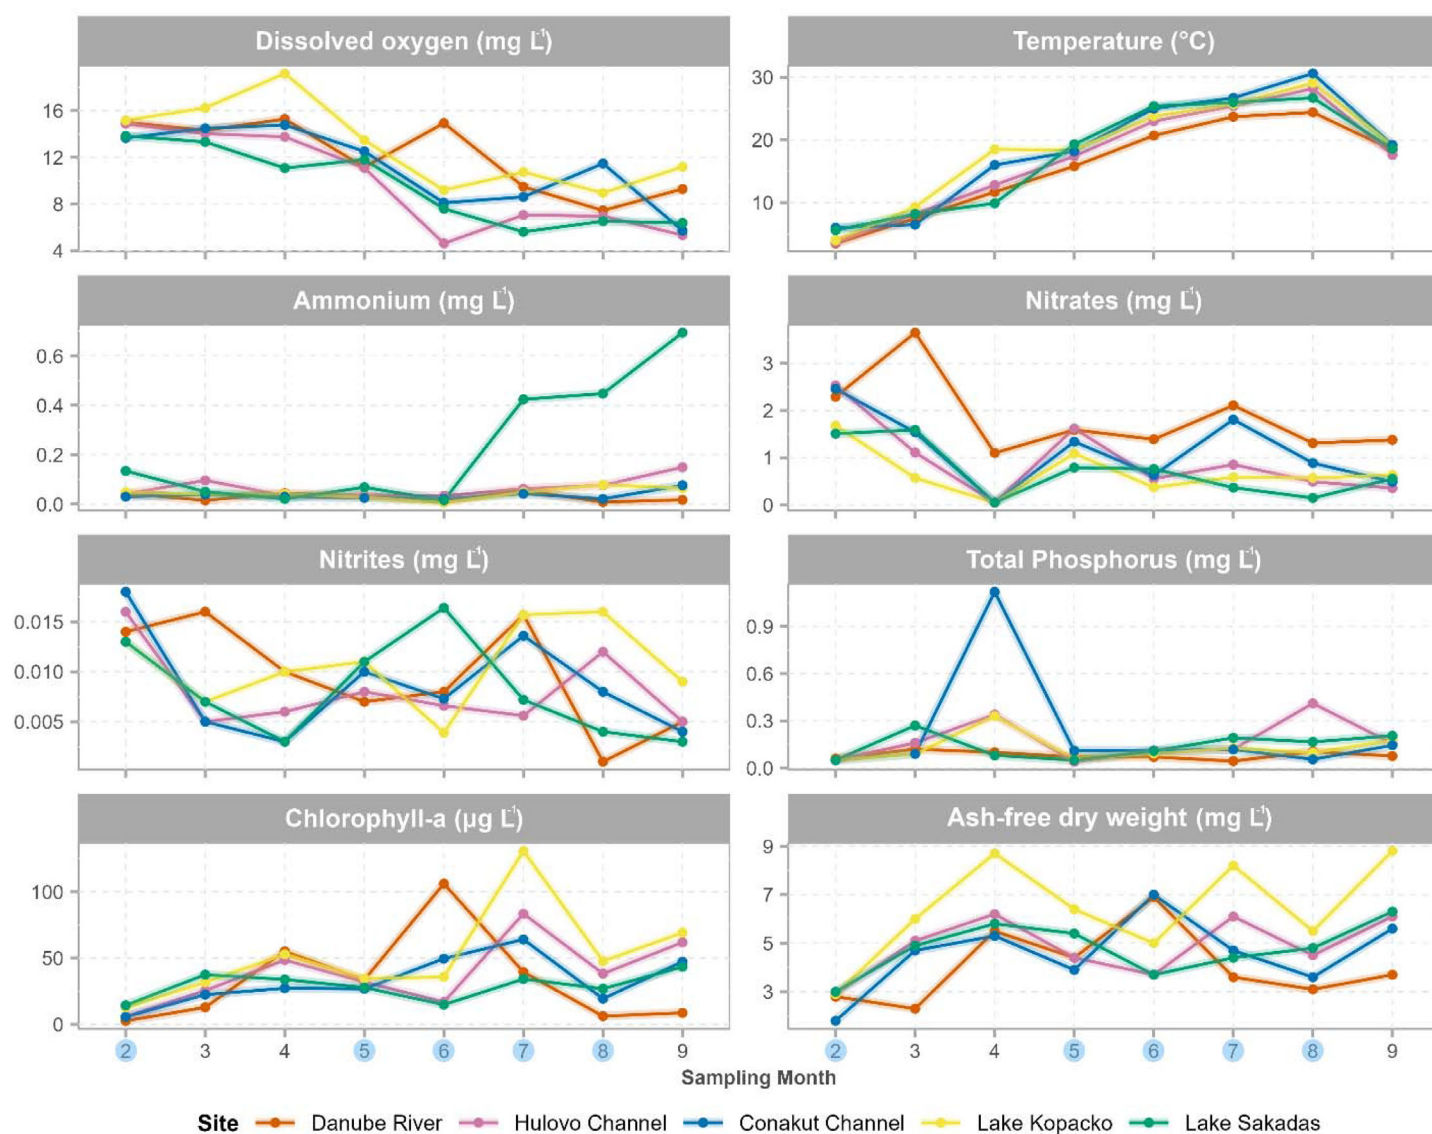 Dissolved oxygen (mg L-1)
Temperature (°C)
16
12
8
4
30
20
10
Ammonium (mg L-1)
Nitrates (mg L-1)
0.6
0.4
0.2
0.0
3
2
1
0
Nitrites (mg L-1)
Total Phosphorus (mg L-1)
0.015
0.010
0.005
0.9
0.6
0.3
0.0
Chlorophyll-a (µg L-1)
Ash-free dry weight (mg L-1)
100
50
0
9
7
5
3
2 3 4 5 6 7 8 9
2 3 4 5 6 7 8 9
Sampling Month
Site Danube River Hulovo Channel Conakut Channel Lake Kopacko Lake Sakadas